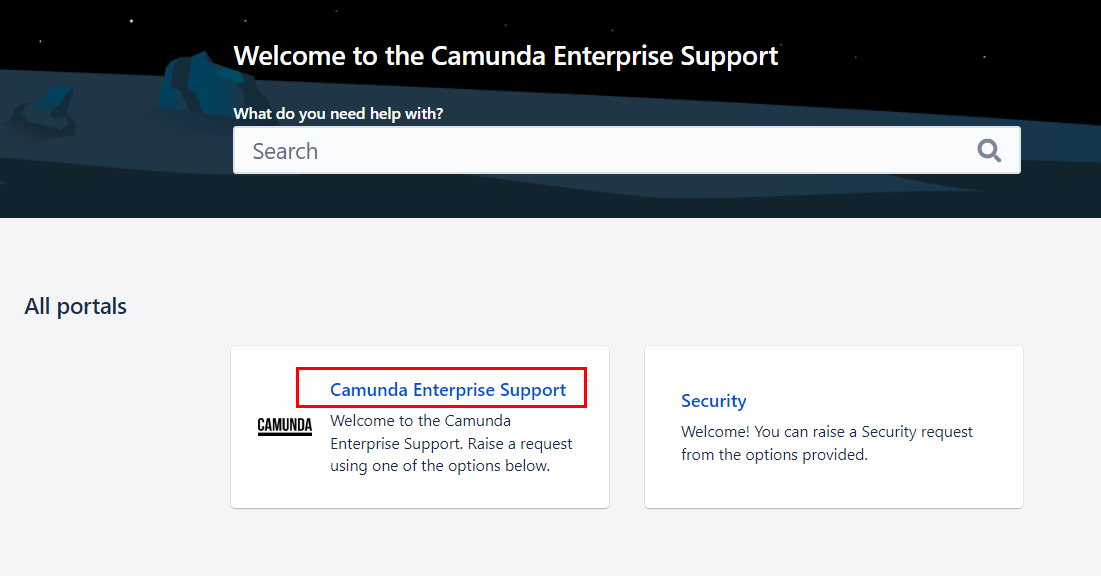 Welcome to the Camunda Enterprise Support
What do you need help with?
Search
All portals
CAMUNDA
Camunda Enterprise Support
Welcome to the Camunda
Enterprise Support. Raise a request
using one of the options below.
Security
Welcome! You can raise a Security request
from the options provided.